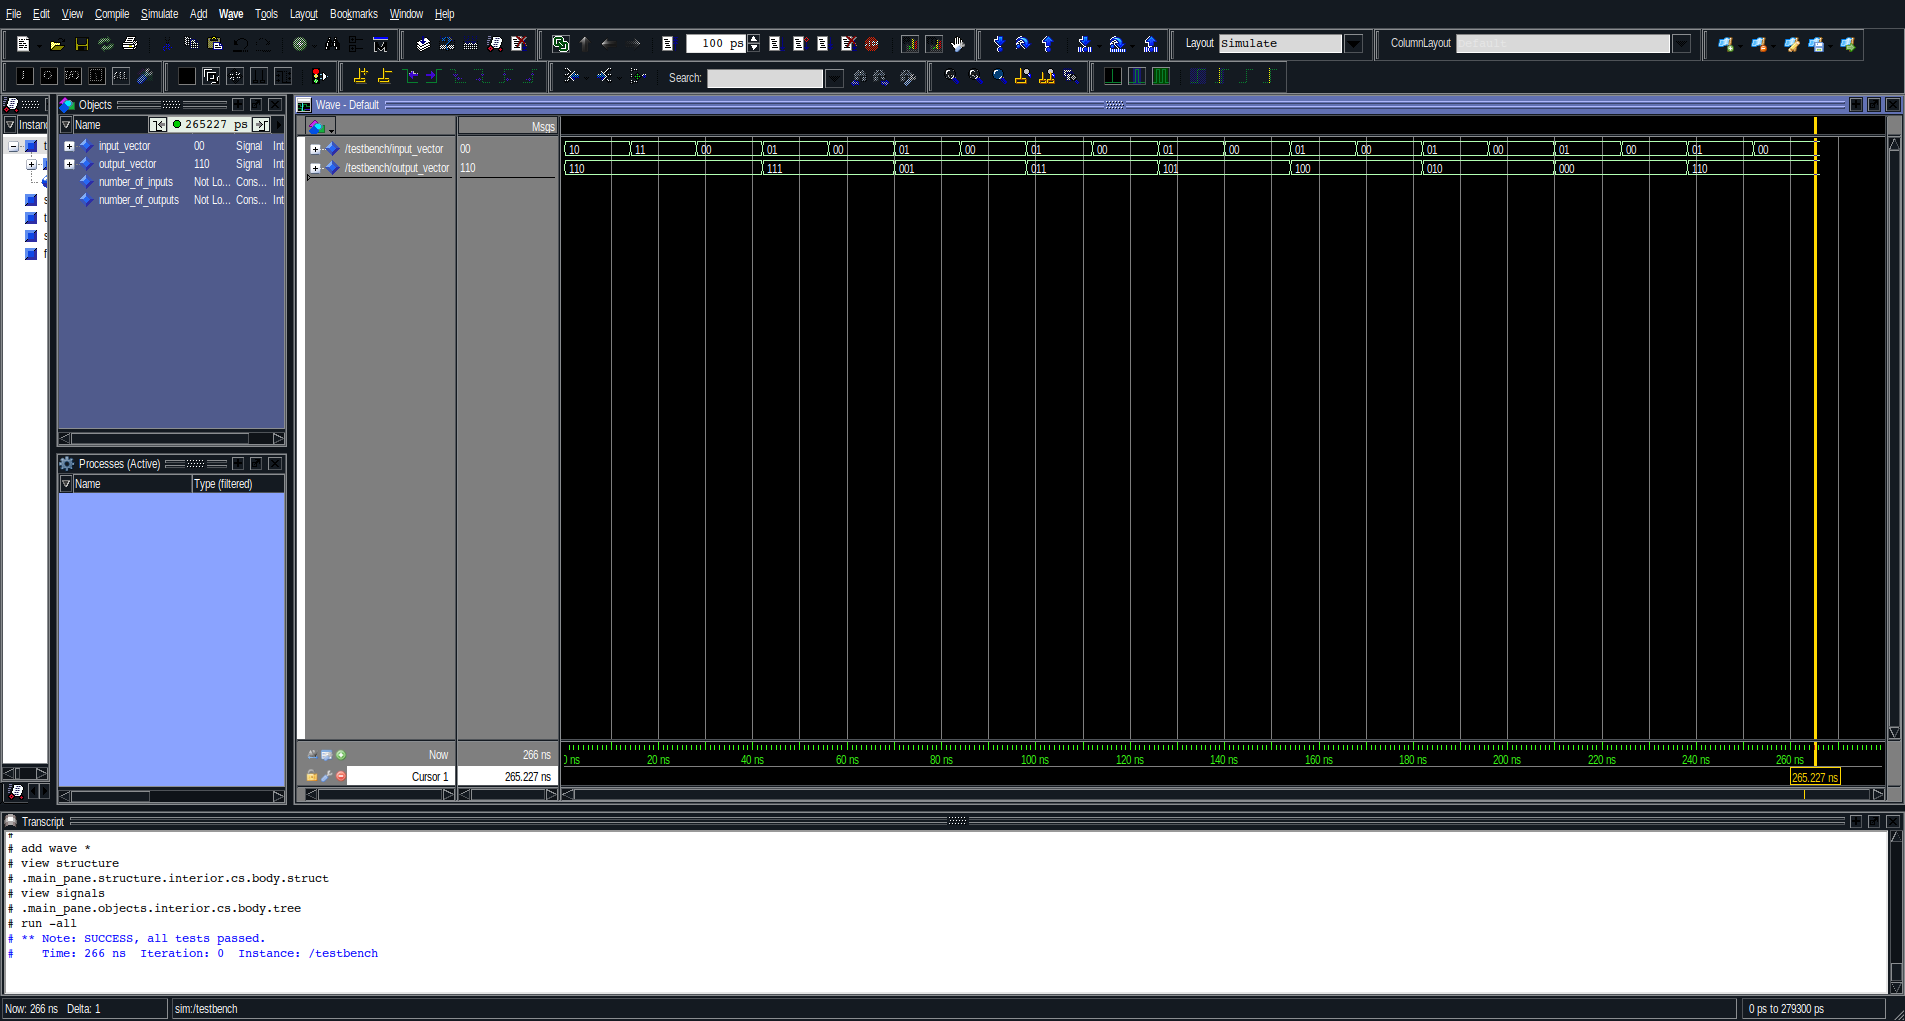 File Edit View Compile Simulate Add Wave Tools Layout Bookmarks Window Help
100 ps
Layout Simulate
ColumnLayout Default
Search:
Objects
Wave - Default
Instanc
Name
265227 ps
Msgs
input_vector 00 Signal Int
output_vector 110 Signal Int
number_of_inputs Not Lo... Cons... Int
number_of_outputs Not Lo... Cons... Int
/testbench/input_vector 00
10 11 00 01 00 01 00 01 00 01 00 01 00 01 00 01 00 01 00
/testbench/output_vector 110
110 111 001 011 101 100 010 000 110
Processes (Active)
Name Type (filtered)
Now 266 ns
0 ns 20 ns 40 ns 60 ns 80 ns 100 ns 120 ns 140 ns 160 ns 180 ns 200 ns 220 ns 240 ns 260 ns
Cursor 1 265.227 ns
265.227 ns
Transcript
#
# add wave *
# view structure
# .main_pane.structure.interior.cs.body.struct
# view signals
# .main_pane.objects.interior.cs.body.tree
# run -all
# ** Note: SUCCESS, all tests passed.
#    Time: 266 ns  Iteration: 0  Instance: /testbench
Now: 266 ns Delta: 1
sim:/testbench
0 ps to 279300 ps